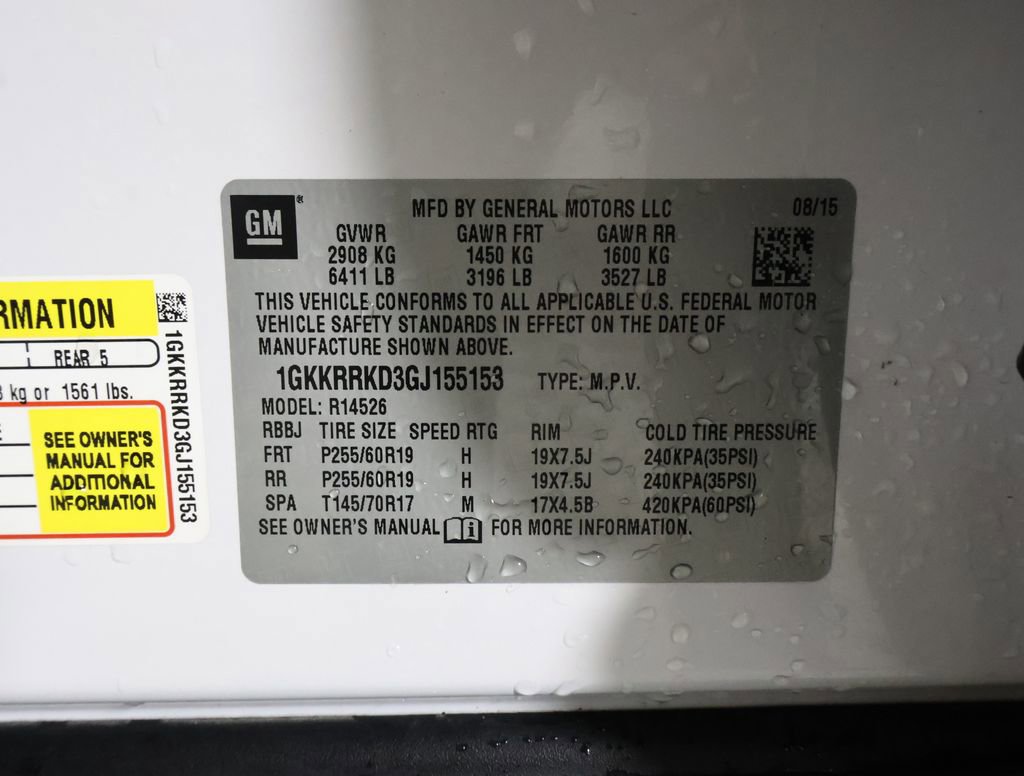 GM®
MFD BY GENERAL MOTORS LLC 08/15
GVWR GAWR FRT GAWR RR
2908 KG 1450 KG 1600 KG
6411 LB 3196 LB 3527 LB
THIS VEHICLE CONFORMS TO ALL APPLICABLE U.S. FEDERAL MOTOR
VEHICLE SAFETY STANDARDS IN EFFECT ON THE DATE OF
MANUFACTURE SHOWN ABOVE.
1GKKRRKD3GJ155153 TYPE: M.P.V.
MODEL: R14526
RBBJ TIRE SIZE SPEED RTG RIM COLD TIRE PRESSURE
FRT P255/60R19 H 19X7.5J 240KPA(35PSI)
RR P255/60R19 H 19X7.5J 240KPA(35PSI)
SPA T145/70R17 M 17X4.5B 420KPA(60PSI)
SEE OWNER'S MANUAL i FOR MORE INFORMATION.
RMATION
REAR 5
kg or 1561 lbs.
SEE OWNER'S
MANUAL FOR
ADDITIONAL
INFORMATION
1GKKRRKD3GJ155153